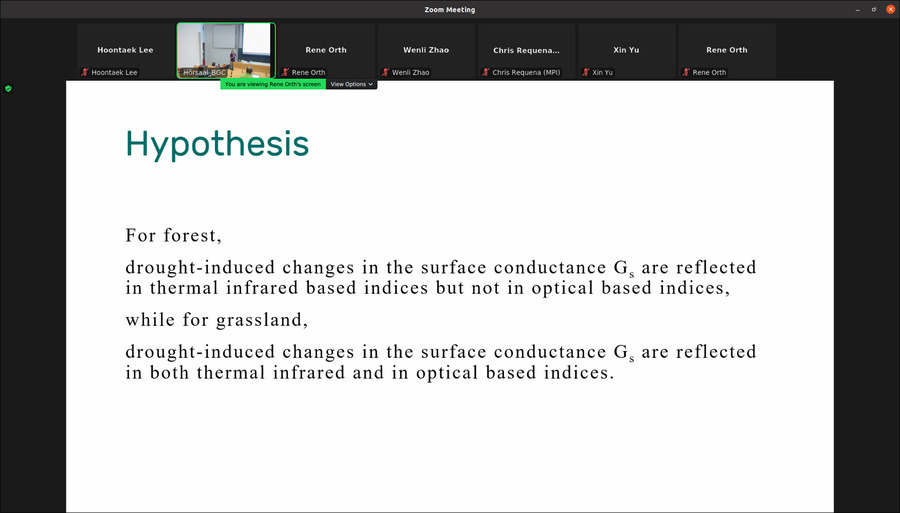 Zoom Meeting
Hoontaek Lee
Rene Orth
Wenli Zhao
Chris Requena...
Xin Yu
Rene Orth
Hoontaek Lee
Hörsaal_BGC
Rene Orth
Wenli Zhao
Chris Requena (MPI)
Xin Yu
Rene Orth
You are viewing Rene Orth's screen
View Options
Hypothesis
For forest,
drought-induced changes in the surface conductance Gs are reflected
in thermal infrared based indices but not in optical based indices,
while for grassland,
drought-induced changes in the surface conductance Gs are reflected
in both thermal infrared and in optical based indices.